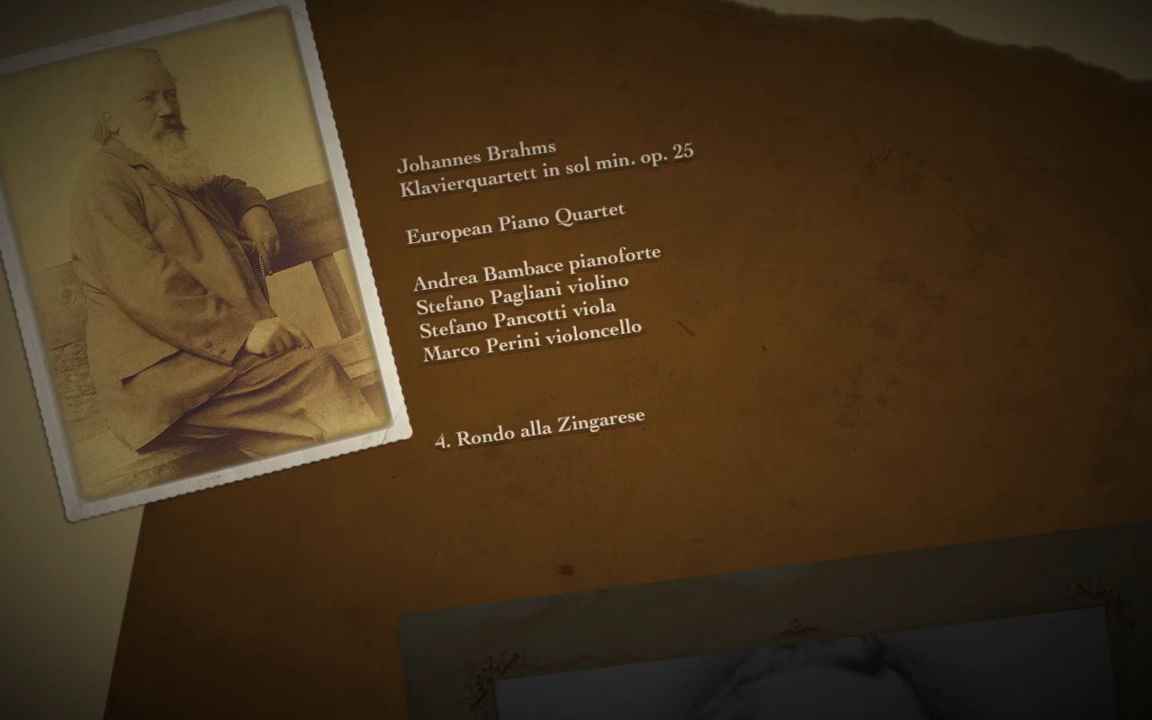 Johannes Brahms
Klavierquartett in sol min. op. 25
European Piano Quartet
Andrea Bambace pianoforte
Stefano Pagliani violino
Stefano Pancotti viola
Marco Perini violoncello
4. Rondo alla Zingarese